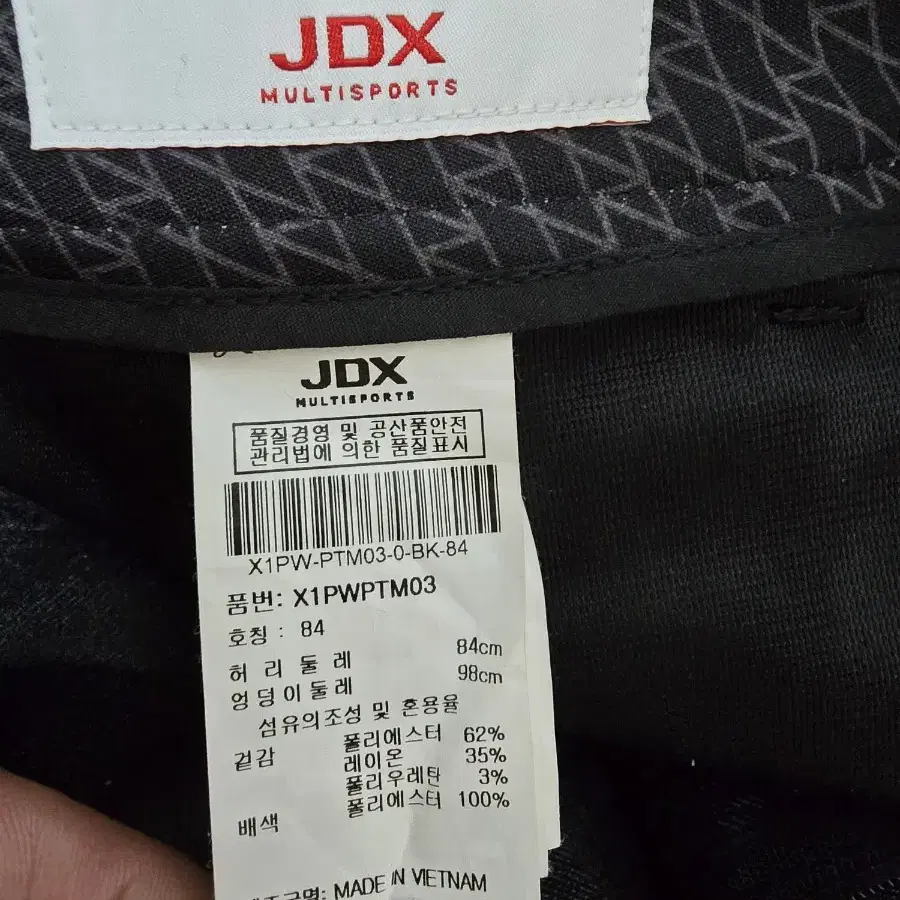 JDX
MULTISPORTS
JDX
MULTISPORTS
품질경영 및 공산품안전
관리법에 의한 품질표시
X1PW-PTM03-0-BK-84
품번: X1PWPTM03
호칭 : 84
허 리 둘 레 84cm
엉덩이둘레 98cm
섬유의조성 및 혼용율
겉감 폴리에스터 62%
레이온 35%
폴리우레탄 3%
배색 폴리에스터 100%
MADE IN VIETNAM